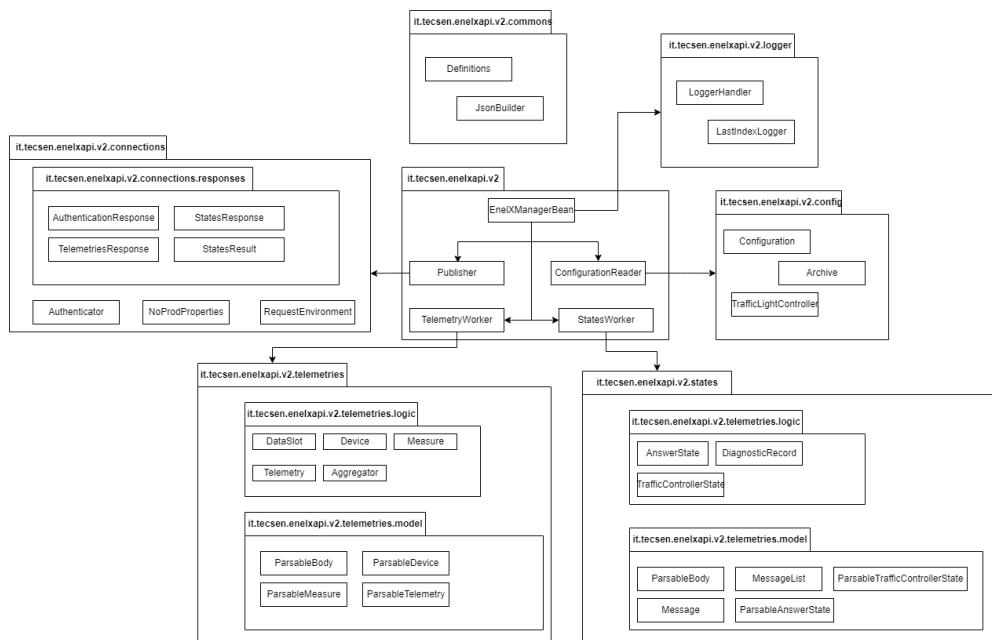 it.tecsen.enelxapi.v2.commons
Definitions
JsonBuilder
it.tecsen.enelxapi.v2.logger
LoggerHandler
LastIndexLogger
it.tecsen.enelxapi.v2.connections
it.tecsen.enelxapi.v2.connections.responses
AuthenticationResponse
StatesResponse
TelemetriesResponse
StatesResult
Authenticator
NoProdProperties
RequestEnvironment
it.tecsen.enelxapi.v2
EnelXManagerBean
Publisher
ConfigurationReader
TelemetryWorker
StatesWorker
it.tecsen.enelxapi.v2.config
Configuration
Archive
TrafficLightController
it.tecsen.enelxapi.v2.telemetries
it.tecsen.enelxapi.v2.telemetries.logic
DataSlot
Device
Measure
Telemetry
Aggregator
it.tecsen.enelxapi.v2.telemetries.model
ParsableBody
ParsableDevice
ParsableMeasure
ParsableTelemetry
it.tecsen.enelxapi.v2.states
it.tecsen.enelxapi.v2.telemetries.logic
AnswerState
DiagnosticRecord
TrafficControllerState
it.tecsen.enelxapi.v2.telemetries.model
ParsableBody
MessageList
ParsableTrafficControllerState
Message
ParsableAnswerState